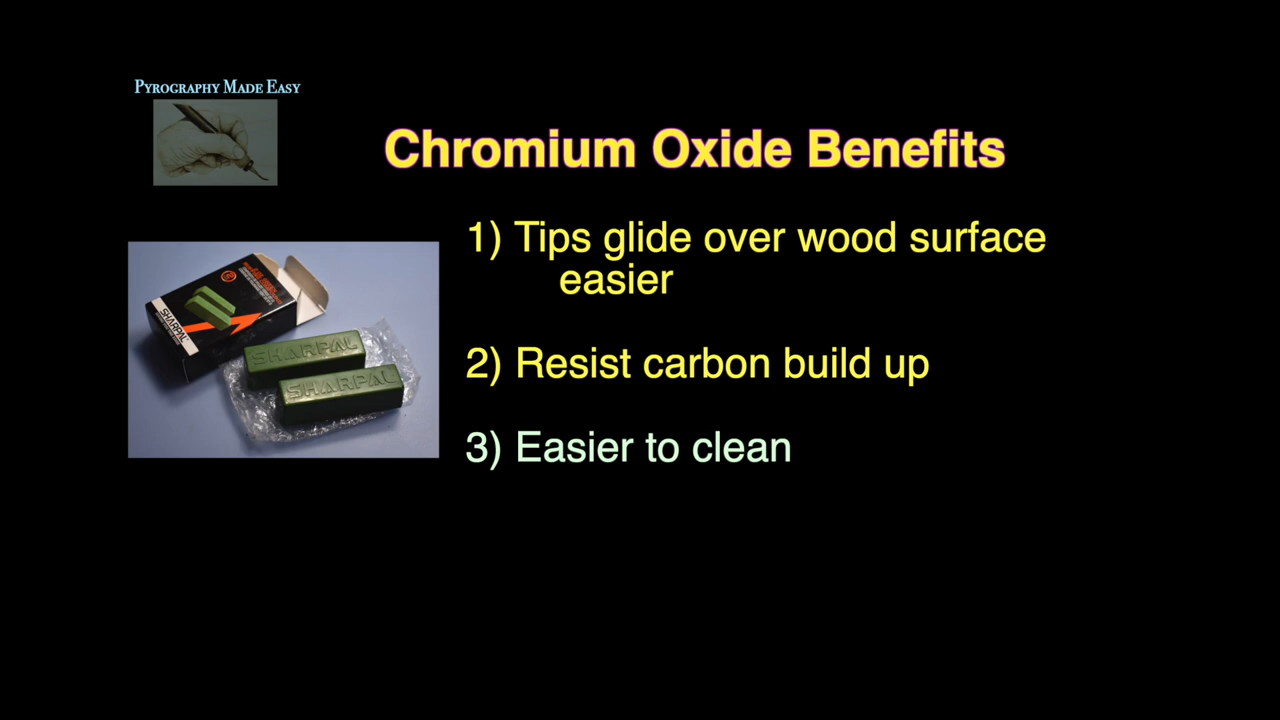 Pyrography Made Easy
Chromium Oxide Benefits
1) Tips glide over wood surface
easier
2) Resist carbon build up
3) Easier to clean
SHARPAL
SHARPAL
SHARPAL